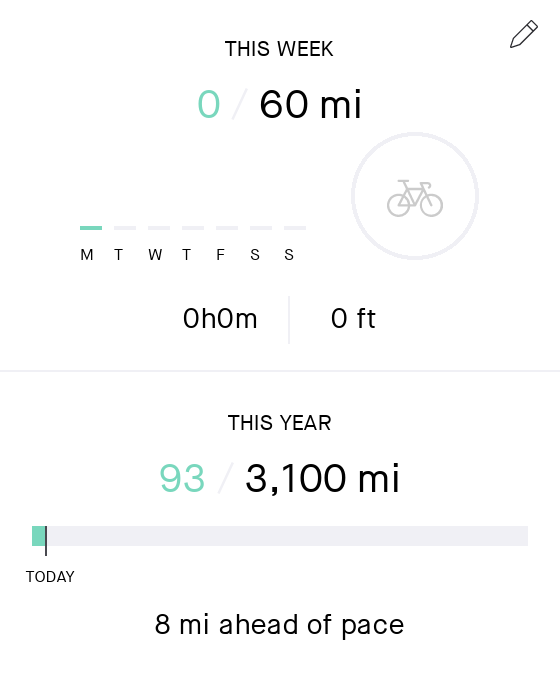 THIS WEEK
0 / 60 mi
M T W T F S S
0h0m 0 ft
THIS YEAR
93 / 3,100 mi
TODAY
8 mi ahead of pace